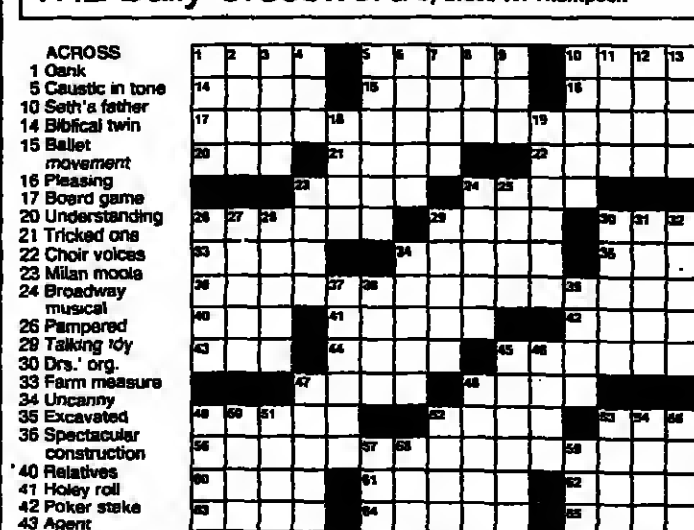 ACROSS
1 Dank
5 Caustic in tone
10 Seth's father
14 Biblical twin
15 Ballet
movement
16 Pleasing
17 Board game
20 Understanding
21 Tricked one
22 Choir voices
23 Milan moola
24 Broadway
musical
26 Pampered
29 Talking
30 Drs.' org.
33 Farm measure
34 Uncanny
35 Excavated
36 Spectacular
construction
40 Relatives
41 Holey roll
42 Poker stake
43 Agent
1 2 3 4 5 6 7 8 9 10 11 12 13
14 15 16
17 18 19
20 21 22
23 24 25
26 27 28 29 30 31 32
33 34 35
36 37 38 39
40 41 42
43 44 45 46
47 48
49 50 51 52 53 54 55
56 57 58 59
60 61 62
63 64 65